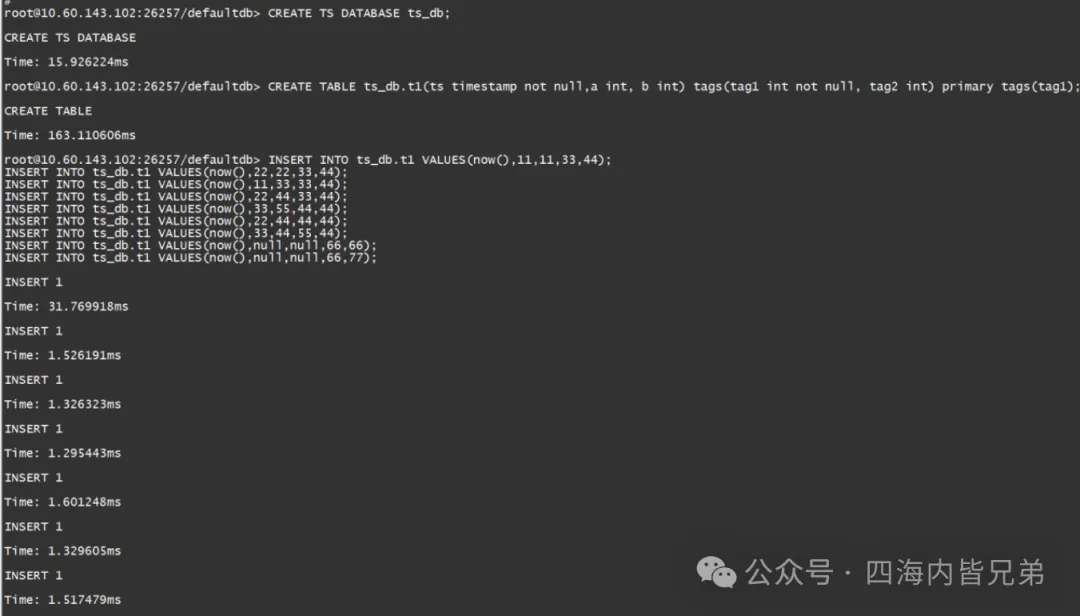 #
root@10.60.143.102:26257/defaultdb> CREATE TS DATABASE ts_db;
CREATE TS DATABASE
Time: 15.926224ms
root@10.60.143.102:26257/defaultdb> CREATE TABLE ts_db.t1(ts timestamp not null,a int, b int) tags(tag1 int not null, tag2 int) primary tags(tag1);
CREATE TABLE
Time: 163.110606ms
root@10.60.143.102:26257/defaultdb> INSERT INTO ts_db.t1 VALUES(now(),11,11,33,44);
INSERT INTO ts_db.t1 VALUES(now(),22,22,33,44);
INSERT INTO ts_db.t1 VALUES(now(),11,33,33,44);
INSERT INTO ts_db.t1 VALUES(now(),22,44,33,44);
INSERT INTO ts_db.t1 VALUES(now(),33,55,44,44);
INSERT INTO ts_db.t1 VALUES(now(),22,44,44,44);
INSERT INTO ts_db.t1 VALUES(now(),33,44,55,44);
INSERT INTO ts_db.t1 VALUES(now(),null,null,66,66);
INSERT INTO ts_db.t1 VALUES(now(),null,null,66,77);
INSERT 1
Time: 31.769918ms
INSERT 1
Time: 1.526191ms
INSERT 1
Time: 1.326323ms
INSERT 1
Time: 1.295443ms
INSERT 1
Time: 1.601248ms
INSERT 1
Time: 1.329605ms
INSERT 1
Time: 1.517479ms
公众号 · 四海内皆兄弟